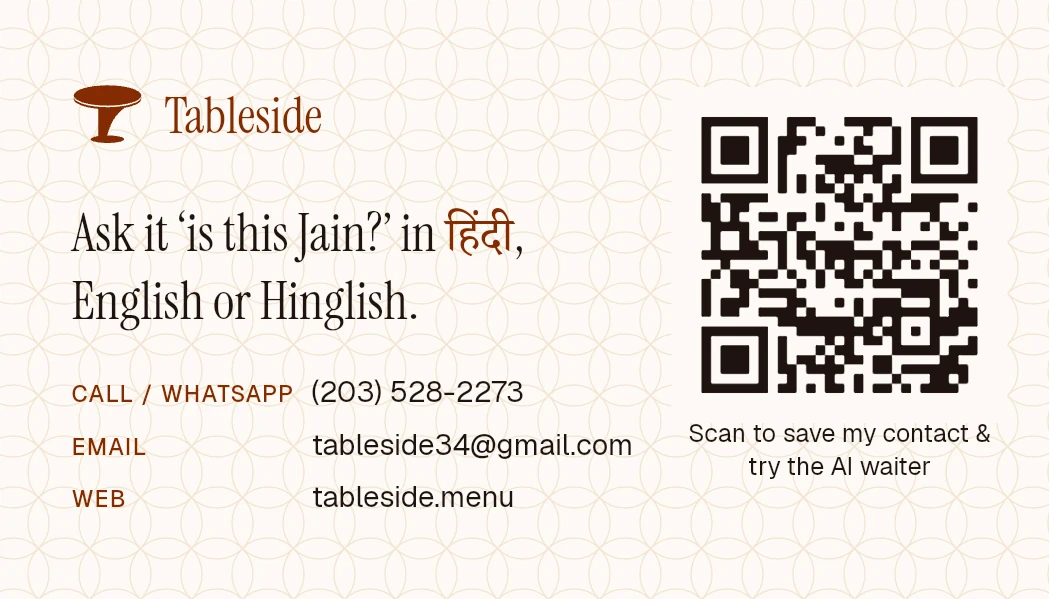 Tableside
Ask it ‘is this Jain?’ in हिंदी,
English or Hinglish.
CALL / WHATSAPP (203) 528-2273
EMAIL tableside34@gmail.com
WEB tableside.menu
Scan to save my contact &
try the AI waiter